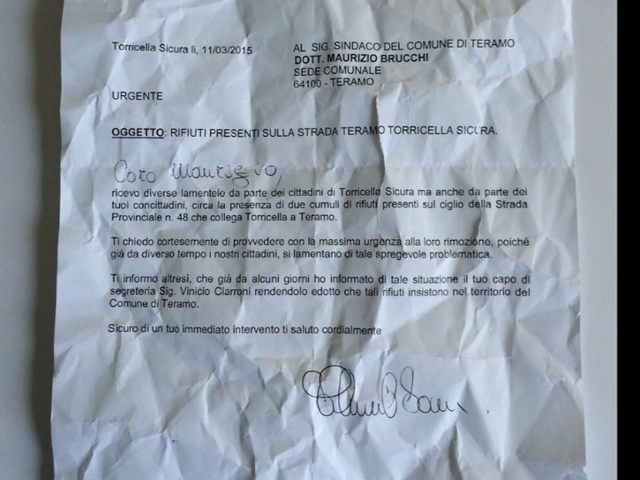 Torricella Sicura li, 11/03/2015
AL SIG. SINDACO DEL COMUNE DI TERAMO
DOTT. MAURIZIO BRUCCHI
SEDE COMUNALE
64100 - TERAMO
URGENTE
OGGETTO: RIFIUTI PRESENTI SULLA STRADA TERAMO TORRICELLA SICURA.
Caro Maurizio,
ricevo diverse lamentele da parte dei cittadini di Torricella Sicura ma anche da parte dei
tuoi concittadini, circa la presenza di due cumuli di rifiuti presenti sul ciglio della Strada
Provinciale n. 48 che collega Torricella a Teramo.
Ti chiedo cortesemente di provvedere con la massima urgenza alla loro rimozione, poiché
già da diverso tempo i nostri cittadini, si lamentano di tale spregevole problematica.
Ti informo altresi, che già da alcuni giorni ho informato di tale situazione il tuo capo di
segreteria Sig. Vinicio Ciarroni rendendolo edotto che tali rifiuti insistono nel territorio del
Comune di Teramo.
Sicuro di un tuo immediato intervento ti saluto cordialmente